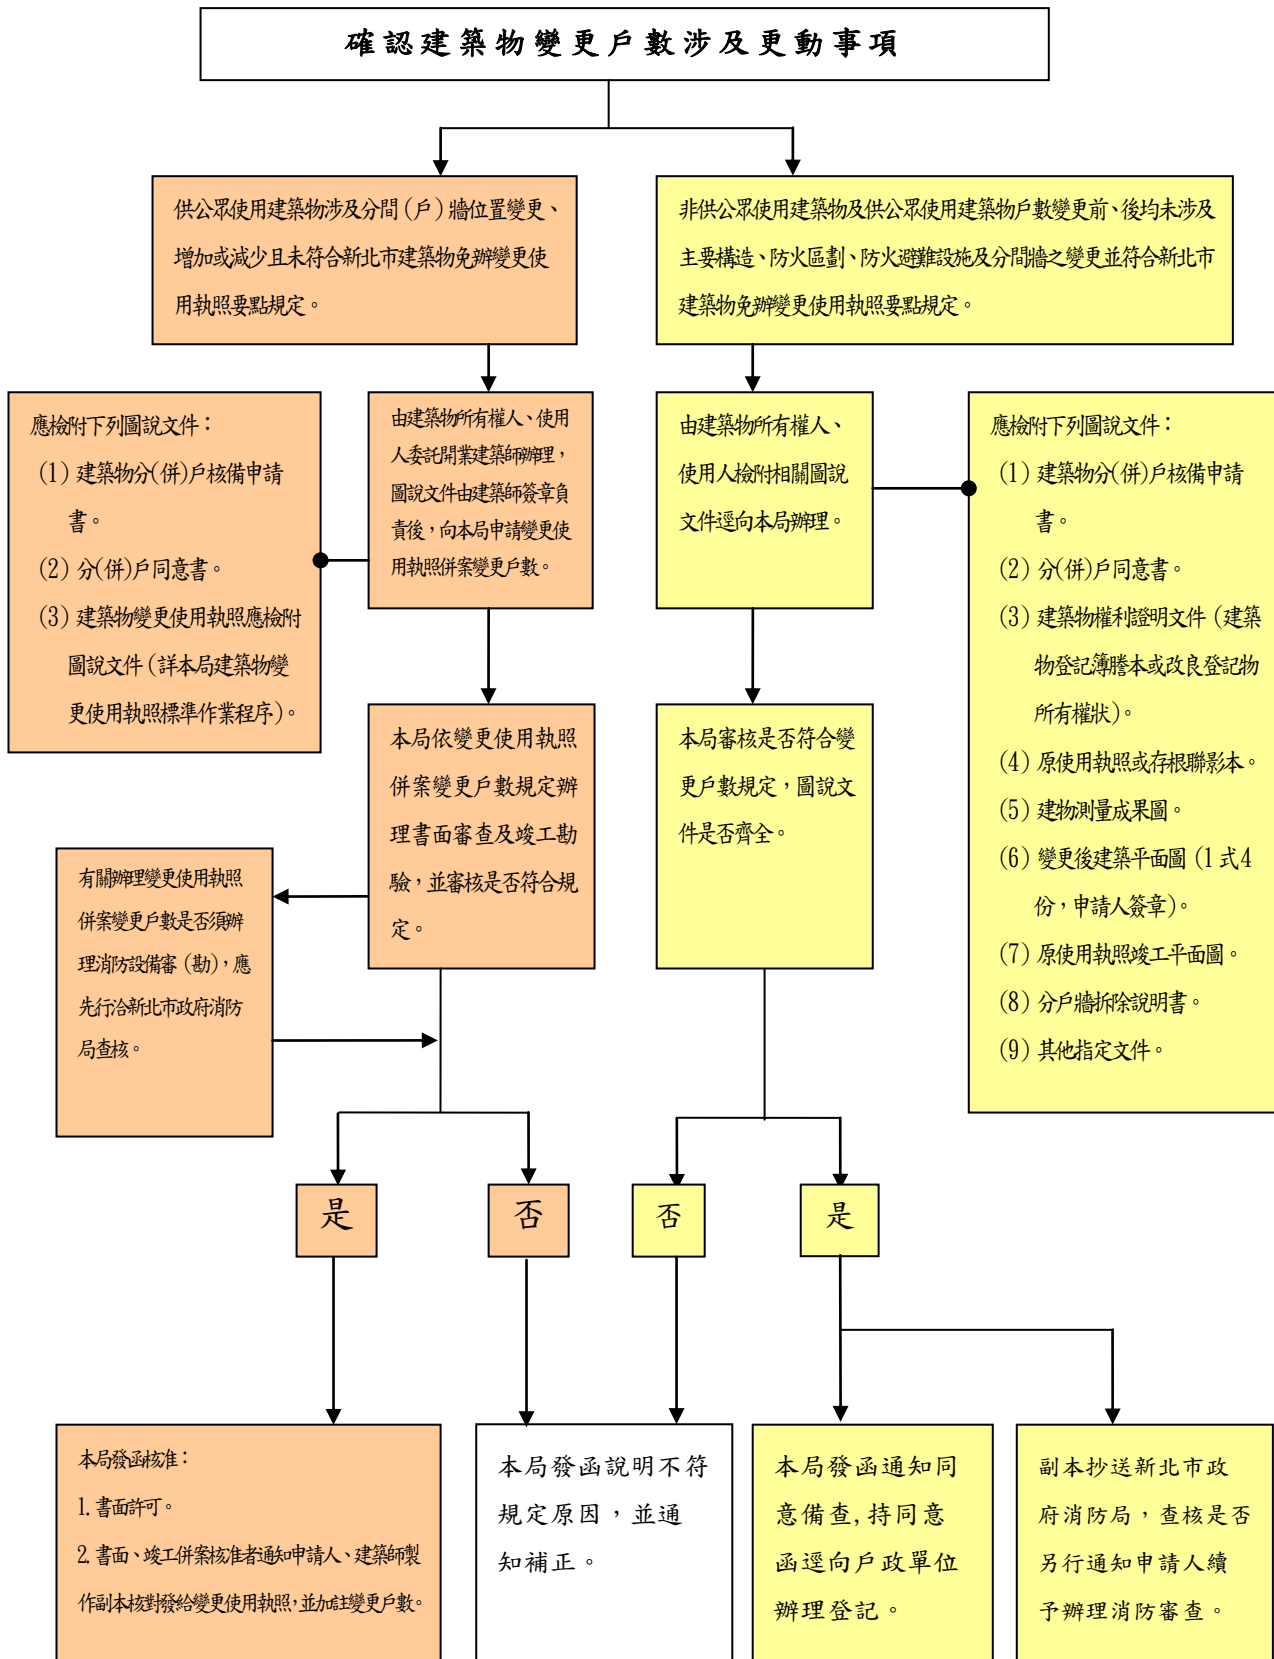 確認建築物變更戶數涉及更動事項
供公眾使用建築物涉及分間(戶)牆位置變更、
增加或減少且未符合新北市建築物免辦變更使
用執照要點規定。
非供公眾使用建築物及供公眾使用建築物戶數變更前、後均未涉及
主要構造、防火區劃、防火避難設施及分間牆之變更並符合新北市
建築物免辦變更使用執照要點規定。
應檢附下列圖說文件：
(1) 建築物分(併)戶核備申請
書。
(2) 分(併)戶同意書。
(3) 建築物變更使用執照應檢附
圖說文件(詳本局建築物變
更使用執照標準作業程序)。
由建築物所有權人、使用
人委託開業建築師辦理，
圖說文件由建築師簽章負
責後，向本局申請變更使
用執照併案變更戶數。
由建築物所有權人、
使用人檢附相關圖說
文件逕向本局辦理。
應檢附下列圖說文件：
(1) 建築物分(併)戶核備申請
書。
(2) 分(併)戶同意書。
(3) 建築物權利證明文件(建築
物登記簿謄本或改良登記物
所有權狀)。
(4) 原使用執照或存根聯影本。
(5) 建物測量成果圖。
(6) 變更後建築平面圖(1式4
份，申請人簽章)。
(7) 原使用執照竣工平面圖。
(8) 分戶牆拆除說明書。
(9) 其他指定文件。
本局依變更使用執照
併案變更戶數規定辦
理書面審查及竣工勘
驗，並審核是否符合規
定。
本局審核是否符合變
更戶數規定，圖說文
件是否齊全。
有關辦理變更使用執照
併案變更戶數是否須辦
理消防設備審(勘)，應
先行洽新北市政府消防
局查核。
是
否
否
是
本局發函核准：
1. 書面許可。
2. 書面、竣工併案核准者通知申請人、建築師製
作副本核對發給變更使用執照，並加註變更戶數。
本局發函說明不符
規定原因，並通
知補正。
本局發函通知同
意備查,持同意
函逕向戶政單位
辦理登記。
副本抄送新北市政
府消防局，查核是否
另行通知申請人續
予辦理消防審查。